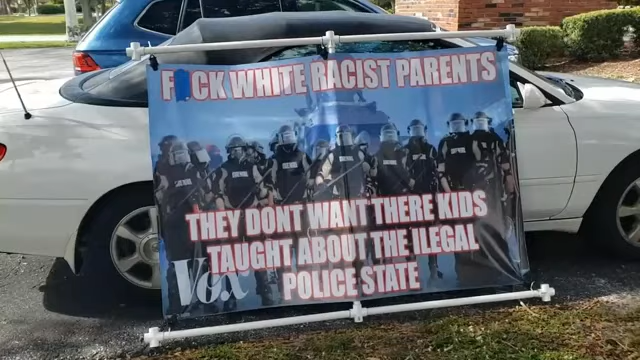 F CK WHITE RACIST PARENTS
THEY DONT WANT THERE KIDS
TAUGHT ABOUT THE ILEGAL
Vox POLICE STATE